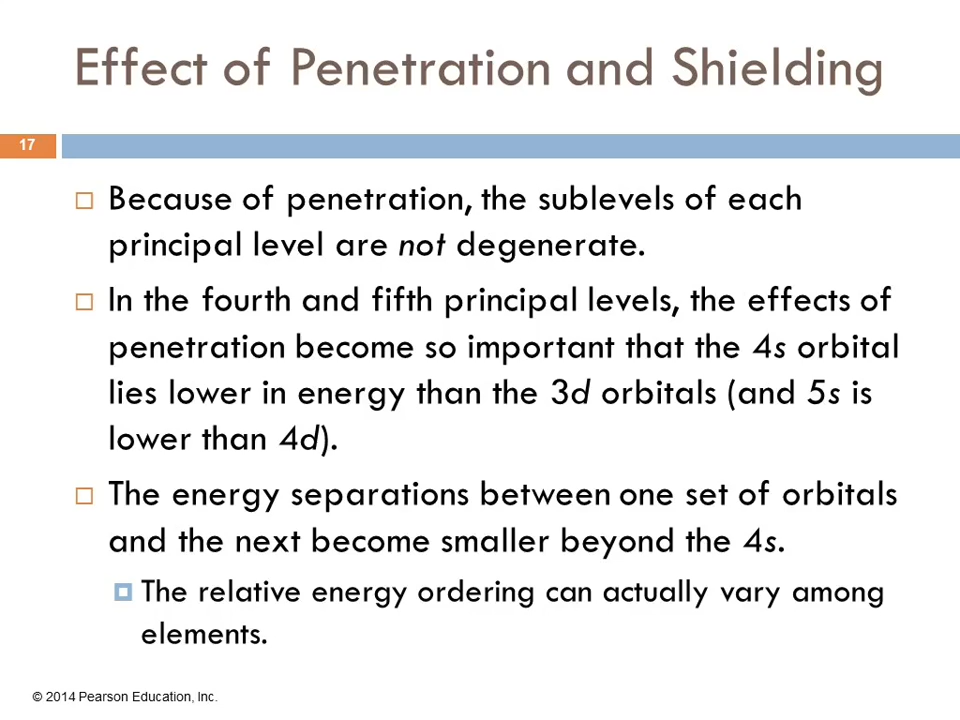 Effect of Penetration and Shielding
17
Because of penetration, the sublevels of each
principal level are not degenerate.
In the fourth and fifth principal levels, the effects of
penetration become so important that the 4s orbital
lies lower in energy than the 3d orbitals (and 5s is
lower than 4d).
The energy separations between one set of orbitals
and the next become smaller beyond the 4s.
The relative energy ordering can actually vary among
elements.
© 2014 Pearson Education, Inc.